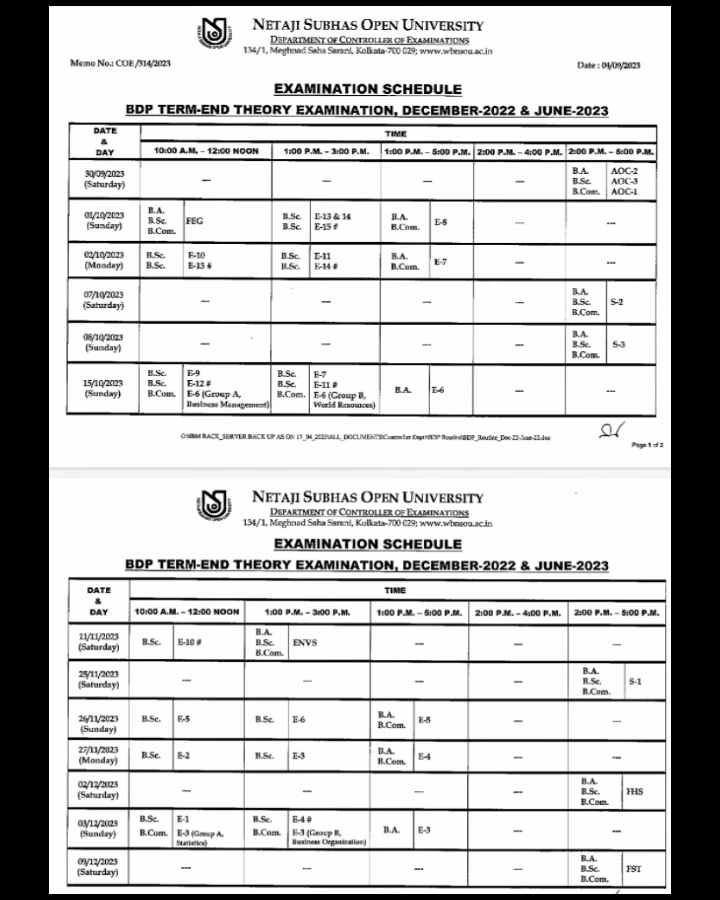 NETAJI SUBHAS OPEN UNIVERSITY
DEPARTMENT OF CONTROLLER OF EXAMINATIONS
134/1, Meghnad Saha Sarani, Kolkata-700 029; www.wbnsou.ac.in
Memo No.: COE/314/2023 Date : 04/09/2023
EXAMINATION SCHEDULE
BDP TERM-END THEORY EXAMINATION, DECEMBER-2022 & JUNE-2023
DATE & DAY TIME
10:00 A.M. – 12:00 NOON 1:00 P.M. – 3:00 P.M. 1:00 P.M. – 5:00 P.M. 2:00 P.M. – 4:00 P.M. 2:00 P.M. – 5:00 P.M.
30/09/2023 --- --- --- --- B.A. AOC-2
(Saturday) B.Sc. AOC-3
B.Com. AOC-1
01/10/2023 B.A. B.Sc. E-13 & 14 B.A. E-8 --- ---
(Sunday) B.Sc. FEG B.Sc. E-15 # B.Com.
B.Com.
02/10/2023 B.Sc. E-10 B.Sc. E-11 B.A. E-7 --- ---
(Monday) B.Sc. E-13 # B.Sc. E-14 # B.Com.
07/10/2023 --- --- --- --- B.A.
(Saturday) B.Sc. S-2
B.Com.
08/10/2023 --- --- --- --- B.A.
(Sunday) B.Sc. S-3
B.Com.
15/10/2023 B.Sc. E-9 B.Sc. E-7 B.A. E-6 --- ---
(Sunday) B.Sc. E-12 # B.Sc. E-11 #
B.Com. E-6 (Group A, B.Com. E-6 (Group B,
Business Management) World Resources)
Page 1 of 3
NETAJI SUBHAS OPEN UNIVERSITY
DEPARTMENT OF CONTROLLER OF EXAMINATIONS
134/1, Meghnad Saha Sarani, Kolkata-700 029; www.wbnsou.ac.in
EXAMINATION SCHEDULE
BDP TERM-END THEORY EXAMINATION, DECEMBER-2022 & JUNE-2023
DATE & DAY TIME
10:00 A.M. – 12:00 NOON 1:00 P.M. – 3:00 P.M. 1:00 P.M. – 5:00 P.M. 2:00 P.M. – 4:00 P.M. 2:00 P.M. – 5:00 P.M.
11/11/2023 B.Sc. E-10 # B.A. --- --- ---
(Saturday) B.Sc. ENVS
B.Com.
25/11/2023 --- --- --- --- B.A.
(Saturday) B.Sc. S-1
B.Com.
26/11/2023 B.Sc. E-5 B.Sc. E-6 B.A. E-5 --- ---
(Sunday) B.Com.
27/11/2023 B.Sc. E-2 B.Sc. E-3 B.A. E-4 --- ---
(Monday) B.Com.
02/12/2023 --- --- --- --- B.A.
(Saturday) B.Sc. FHS
B.Com.
03/12/2023 B.Sc. E-1 B.Sc. E-4 # B.A. E-3 --- ---
(Sunday) B.Com. E-3 (Group A, B.Com. E-3 (Group B,
Statistics) Business Organization)
09/12/2023 --- --- --- --- B.A.
(Saturday) B.Sc. FST
B.Com.